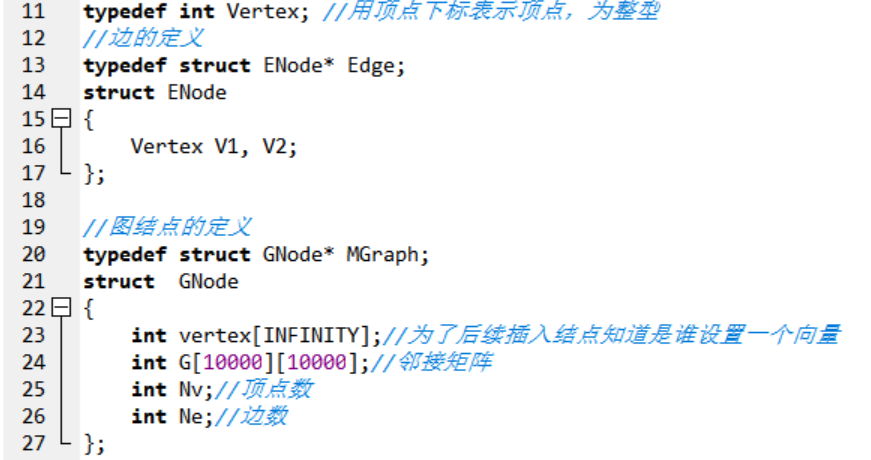 11 typedef int Vertex; //用顶点下标表示顶点，为整型
12 //边的定义
13 typedef struct ENode* Edge;
14 struct ENode
15 {
16 Vertex V1, V2;
17 };
18
19 //图结点的定义
20 typedef struct GNode* MGraph;
21 struct  GNode
22 {
23 int vertex[INFINITY];//为了后续插入结点知道是谁设置一个向量
24 int G[10000][10000];//邻接矩阵
25 int Nv;//顶点数
26 int Ne;//边数
27 };